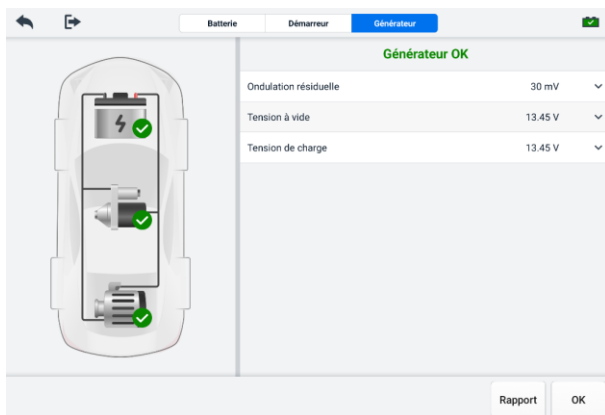 Batterie Démarreur Générateur
Générateur OK
Ondulation résiduelle 30 mV
Tension à vide 13.45 V
Tension de charge 13.45 V
Rapport OK